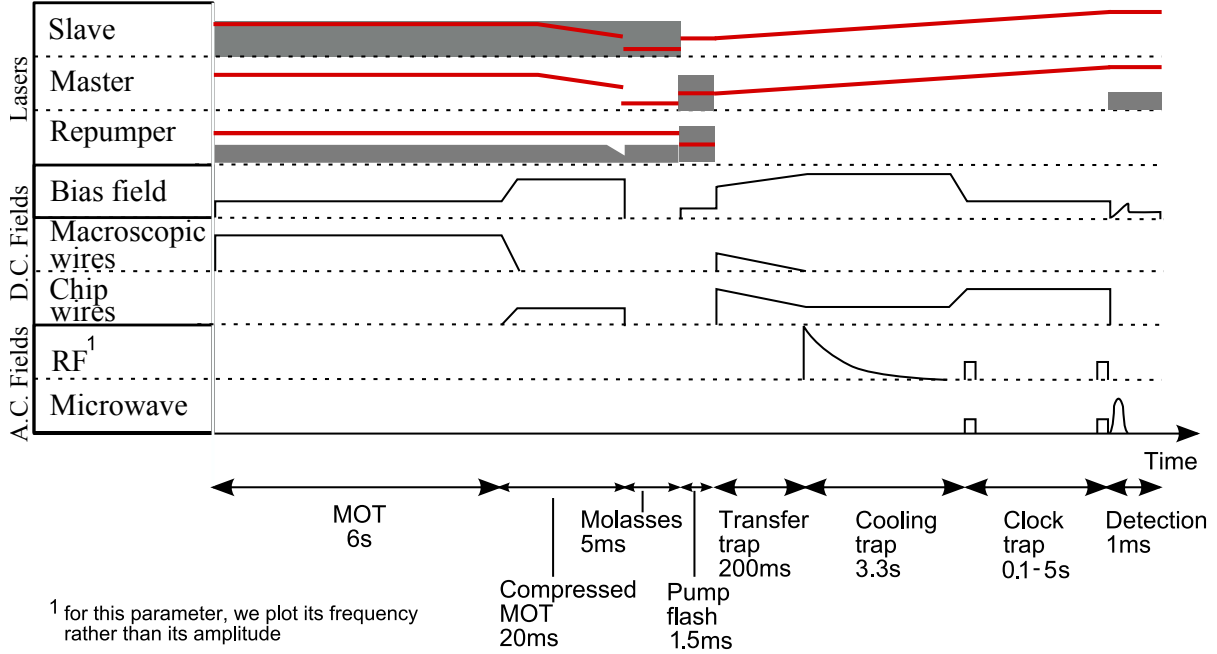 Lasers
Slave
Master
Repumper
D.C. Fields
Bias field
Macroscopic
wires
Chip
wires
A.C. Fields
RF1
Microwave
Time
MOT
6s
Compressed
MOT
20ms
Molasses
5ms
Pump
flash
1.5ms
Transfer
trap
200ms
Cooling
trap
3.3s
Clock
trap
0.1-5s
Detection
1ms
1 for this parameter, we plot its frequency
rather than its amplitude